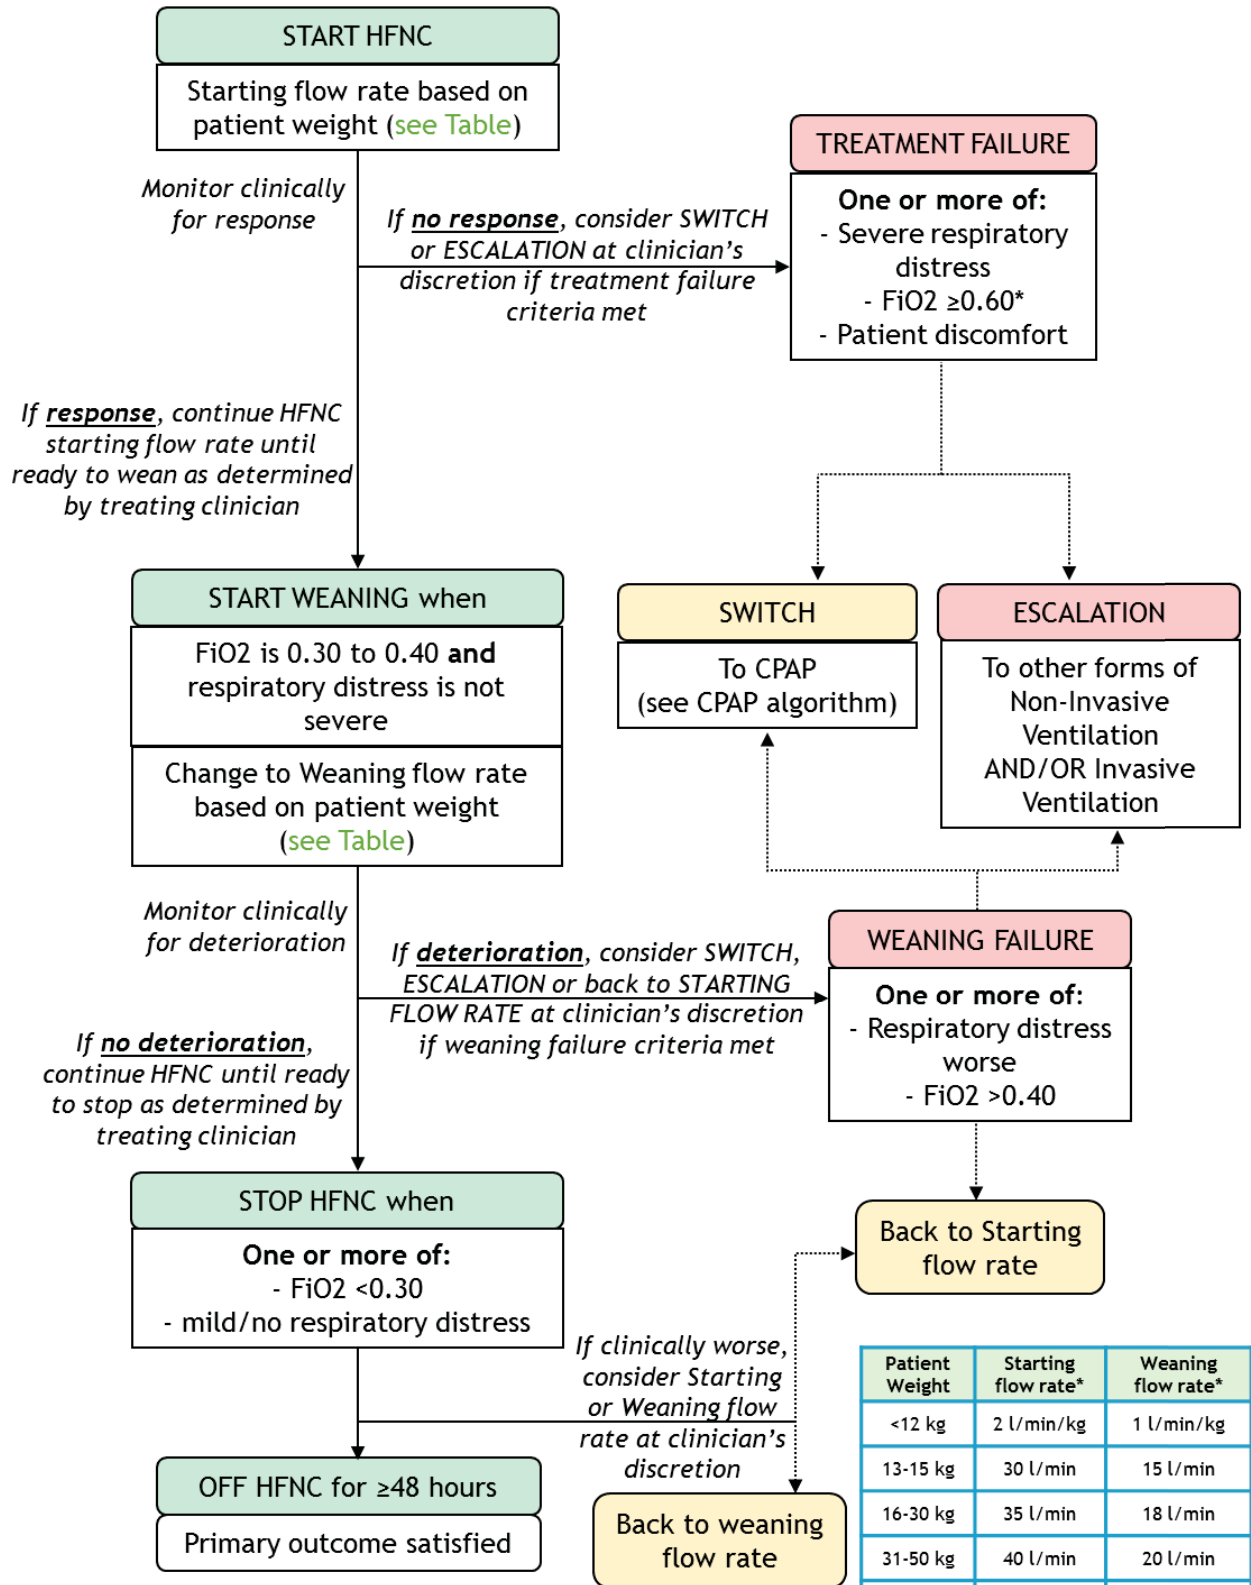 START HFNC
Starting flow rate based on
patient weight (see Table)
Monitor clinically
for response
If no response, consider SWITCH
or ESCALATION at clinician's
discretion if treatment failure
criteria met
TREATMENT FAILURE
One or more of:
- Severe respiratory
distress
- FiO2 ≥0.60*
- Patient discomfort
If response, continue HFNC
starting flow rate until
ready to wean as determined
by treating clinician
START WEANING when
FiO2 is 0.30 to 0.40 and
respiratory distress is not
severe
Change to Weaning flow rate
based on patient weight
(see Table)
SWITCH
To CPAP
(see CPAP algorithm)
ESCALATION
To other forms of
Non-Invasive
Ventilation
AND/OR Invasive
Ventilation
Monitor clinically
for deterioration
If deterioration, consider SWITCH,
ESCALATION or back to STARTING
FLOW RATE at clinician's discretion
if weaning failure criteria met
WEANING FAILURE
One or more of:
- Respiratory distress
worse
- FiO2 >0.40
If no deterioration,
continue HFNC until ready
to stop as determined by
treating clinician
STOP HFNC when
One or more of:
- FiO2 <0.30
- mild/no respiratory distress
Back to Starting
flow rate
If clinically worse,
consider Starting
or Weaning flow
rate at clinician's
discretion
OFF HFNC for ≥48 hours
Primary outcome satisfied
Back to weaning
flow rate
Patient Weight	Starting flow rate*	Weaning flow rate*
<12 kg	2 l/min/kg	1 l/min/kg
13-15 kg	30 l/min	15 l/min
16-30 kg	35 l/min	18 l/min
31-50 kg	40 l/min	20 l/min